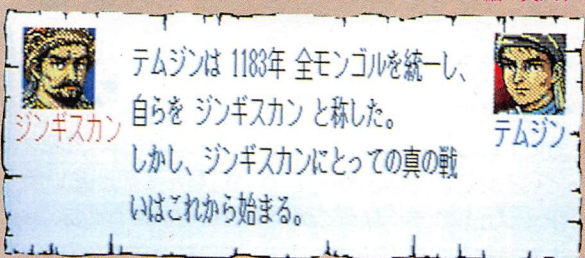 テムジンは 1183年 全モンゴルを統一し、
自らを ジンギスカン と称した。
しかし、ジンギスカンにとっての真の戦
いはこれから始まる。
ジンギスカン
テムジン